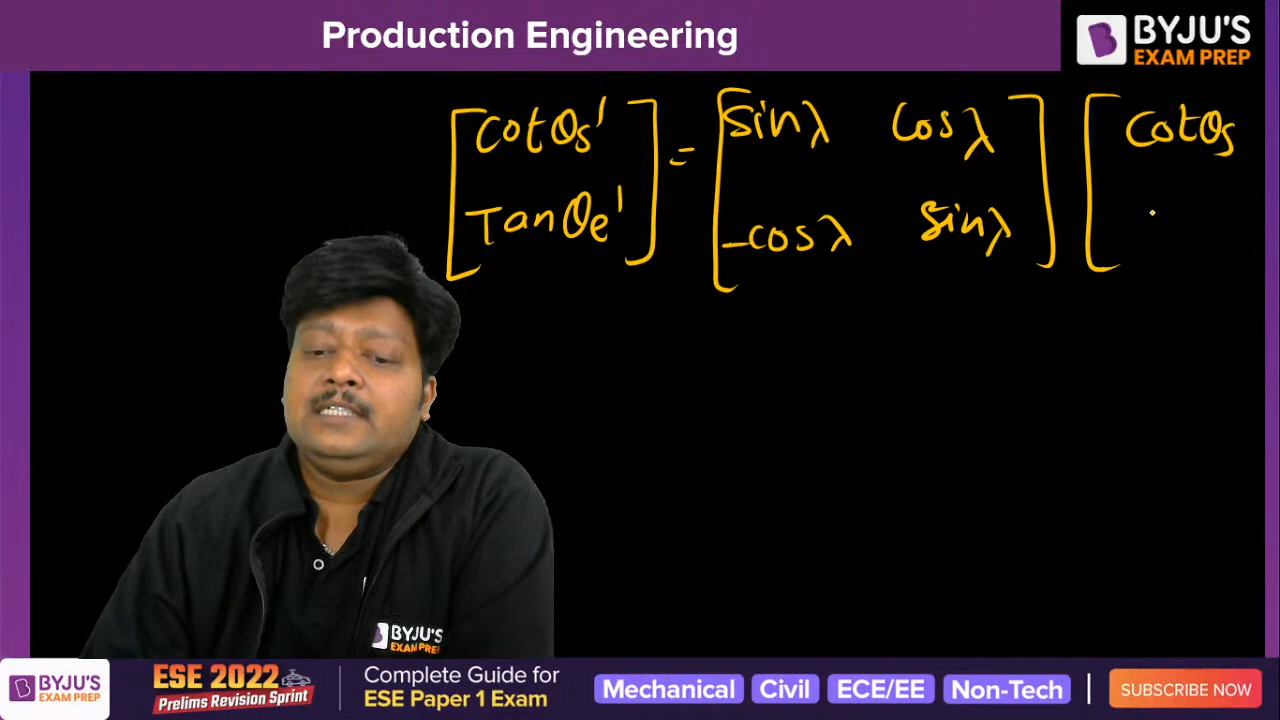 Production Engineering
BYJU'S
EXAM PREP
[cotθs' Tanθe'] = [sinλ cosλ -cosλ sinλ] [cotθs
BYJU'S
EXAM PREP
BYJU'S
EXAM PREP
ESE 2022
Prelims Revision Sprint
Complete Guide for
ESE Paper 1 Exam
Mechanical Civil ECE/EE Non-Tech
SUBSCRIBE NOW